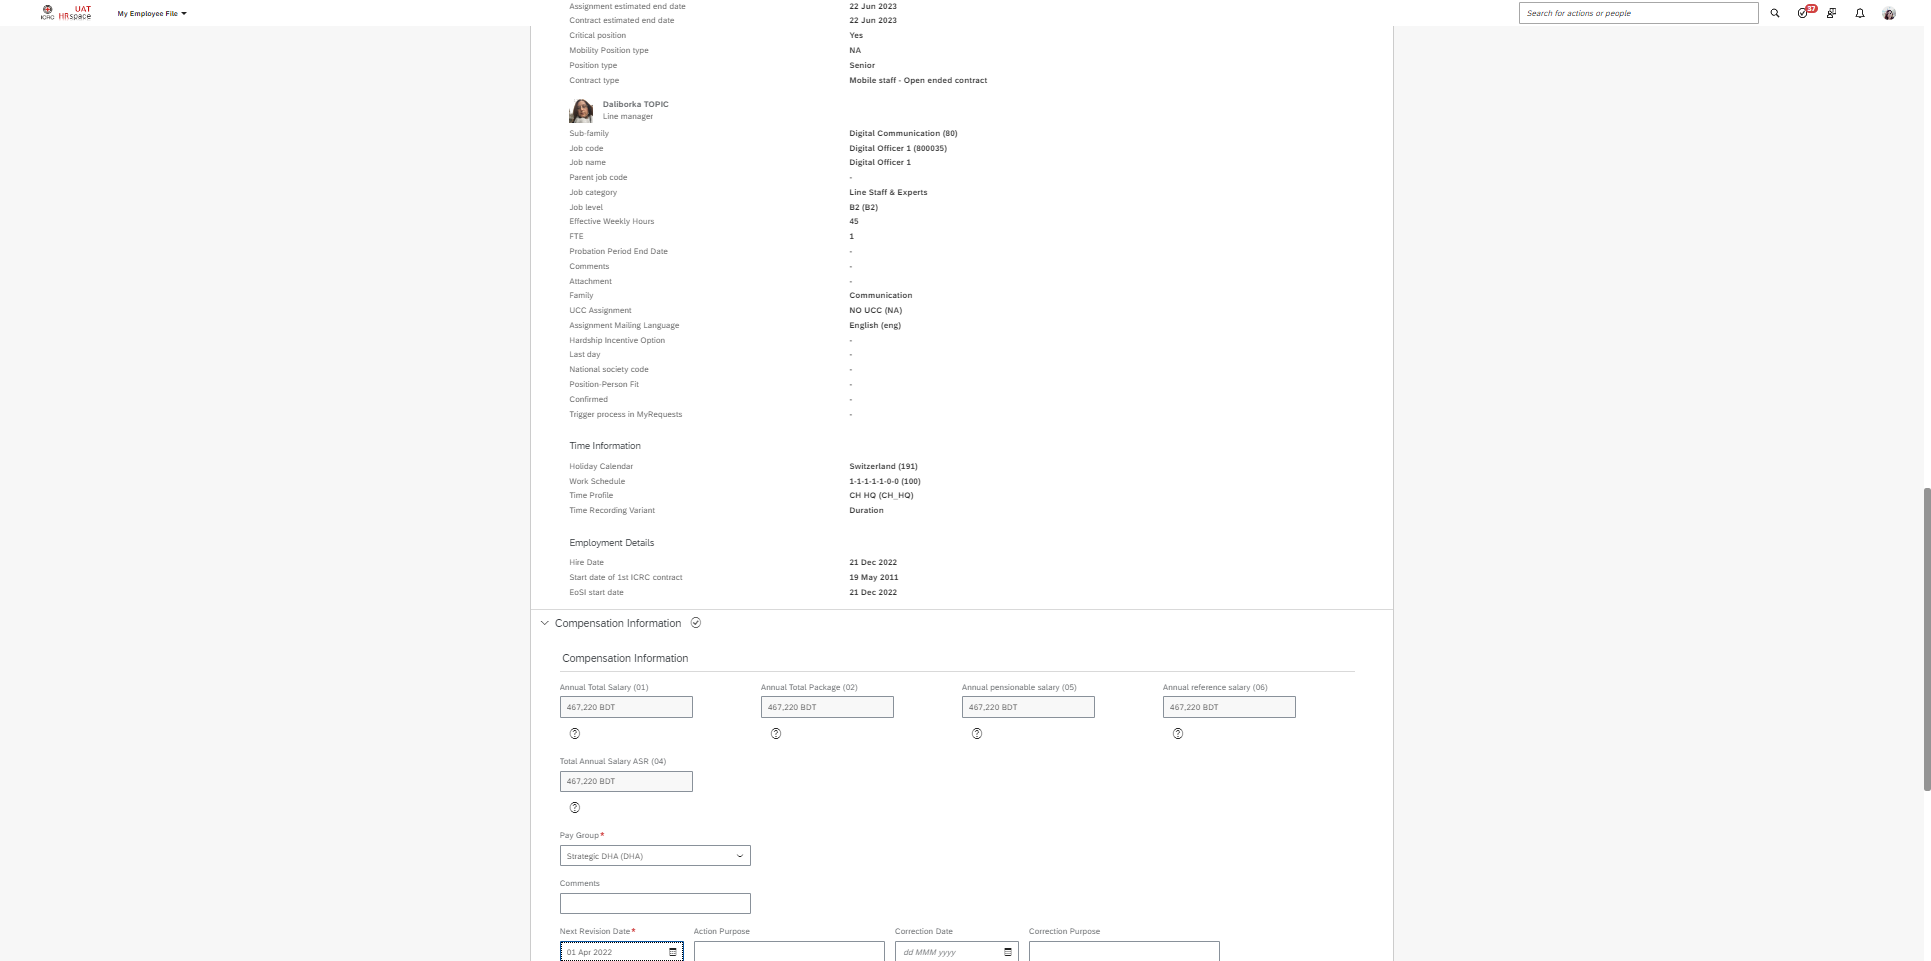 ICRC UAT HRspace My Employee File Search for actions or people 37
Assignment estimated end date 22 Jun 2023
Contract estimated end date 22 Jun 2023
Critical position Yes
Mobility Position type NA
Position type Senior
Contract type Mobile staff - Open ended contract
Daliborka TOPIC
Line manager
Sub-family Digital Communication (80)
Job code Digital Officer 1 (800035)
Job name Digital Officer 1
Parent job code -
Job category Line Staff & Experts
Job level B2 (B2)
Effective Weekly Hours 45
FTE 1
Probation Period End Date -
Comments -
Attachment -
Family Communication
UCC Assignment NO UCC (NA)
Assignment Mailing Language English (eng)
Hardship Incentive Option -
Last day -
National society code -
Position-Person Fit -
Confirmed -
Trigger process in MyRequests -
Time Information
Holiday Calendar Switzerland (191)
Work Schedule 1-1-1-1-1-0-0 (100)
Time Profile CH HQ (CH_HQ)
Time Recording Variant Duration
Employment Details
Hire Date 21 Dec 2022
Start date of 1st ICRC contract 19 May 2011
EoSI start date 21 Dec 2022
Compensation Information
Compensation Information
Annual Total Salary (01) Annual Total Package (02) Annual pensionable salary (05) Annual reference salary (06)
467,220 BDT 467,220 BDT 467,220 BDT 467,220 BDT
Total Annual Salary ASR (04)
467,220 BDT
Pay Group*
Strategic DHA (DHA)
Comments
Next Revision Date* Action Purpose Correction Date Correction Purpose
01 Apr 2022 dd MMM yyyy